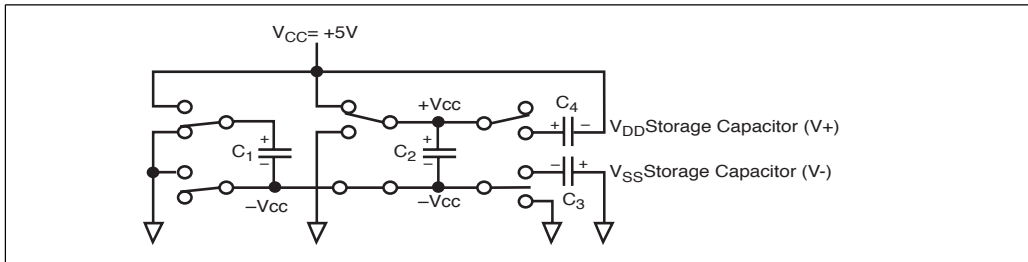 VCC= +5V
+Vcc
C4
+ –
VDDStorage Capacitor (V+)
+
C1
–
+
C2
–
– +
VSSStorage Capacitor (V-)
C3
–Vcc
–Vcc